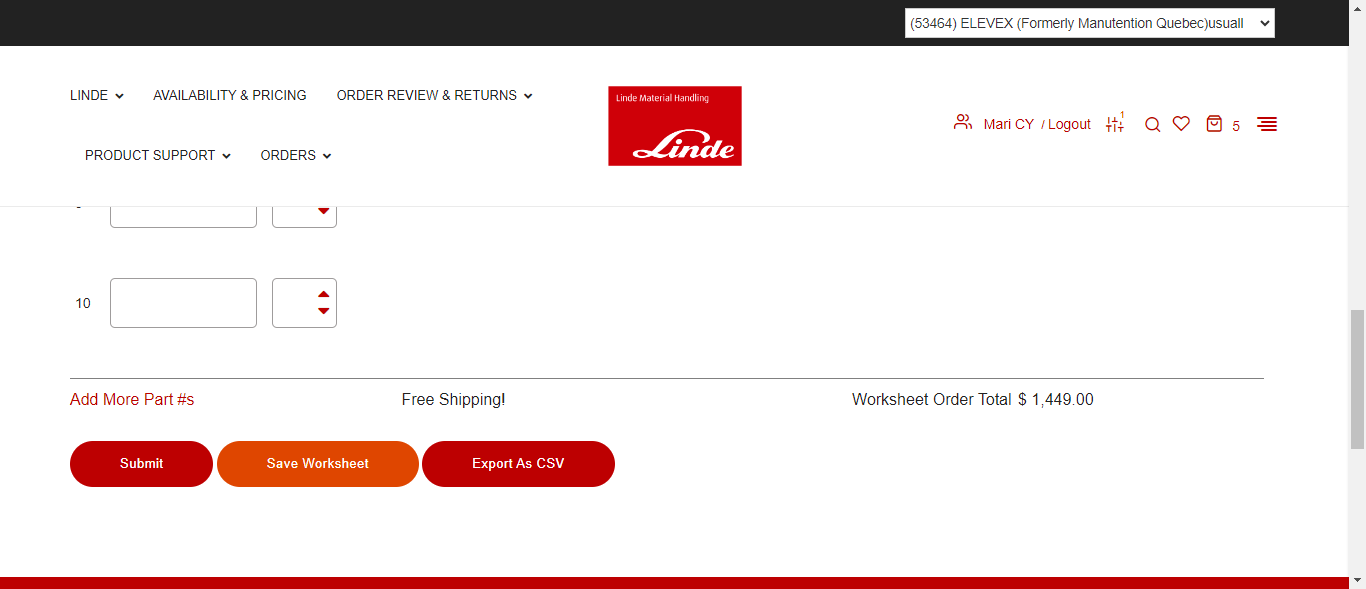 (53464) ELEVEX (Formerly Manutention Quebec)usuall
LINDE AVAILABILITY & PRICING ORDER REVIEW & RETURNS
Linde Material Handling
Linde
Mari CY / Logout 1 5
PRODUCT SUPPORT ORDERS
10
Add More Part #s Free Shipping! Worksheet Order Total $ 1,449.00
Submit Save Worksheet Export As CSV